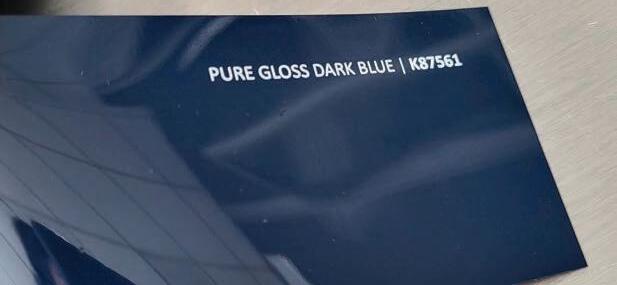 PURE GLOSS DARK BLUE | K87561